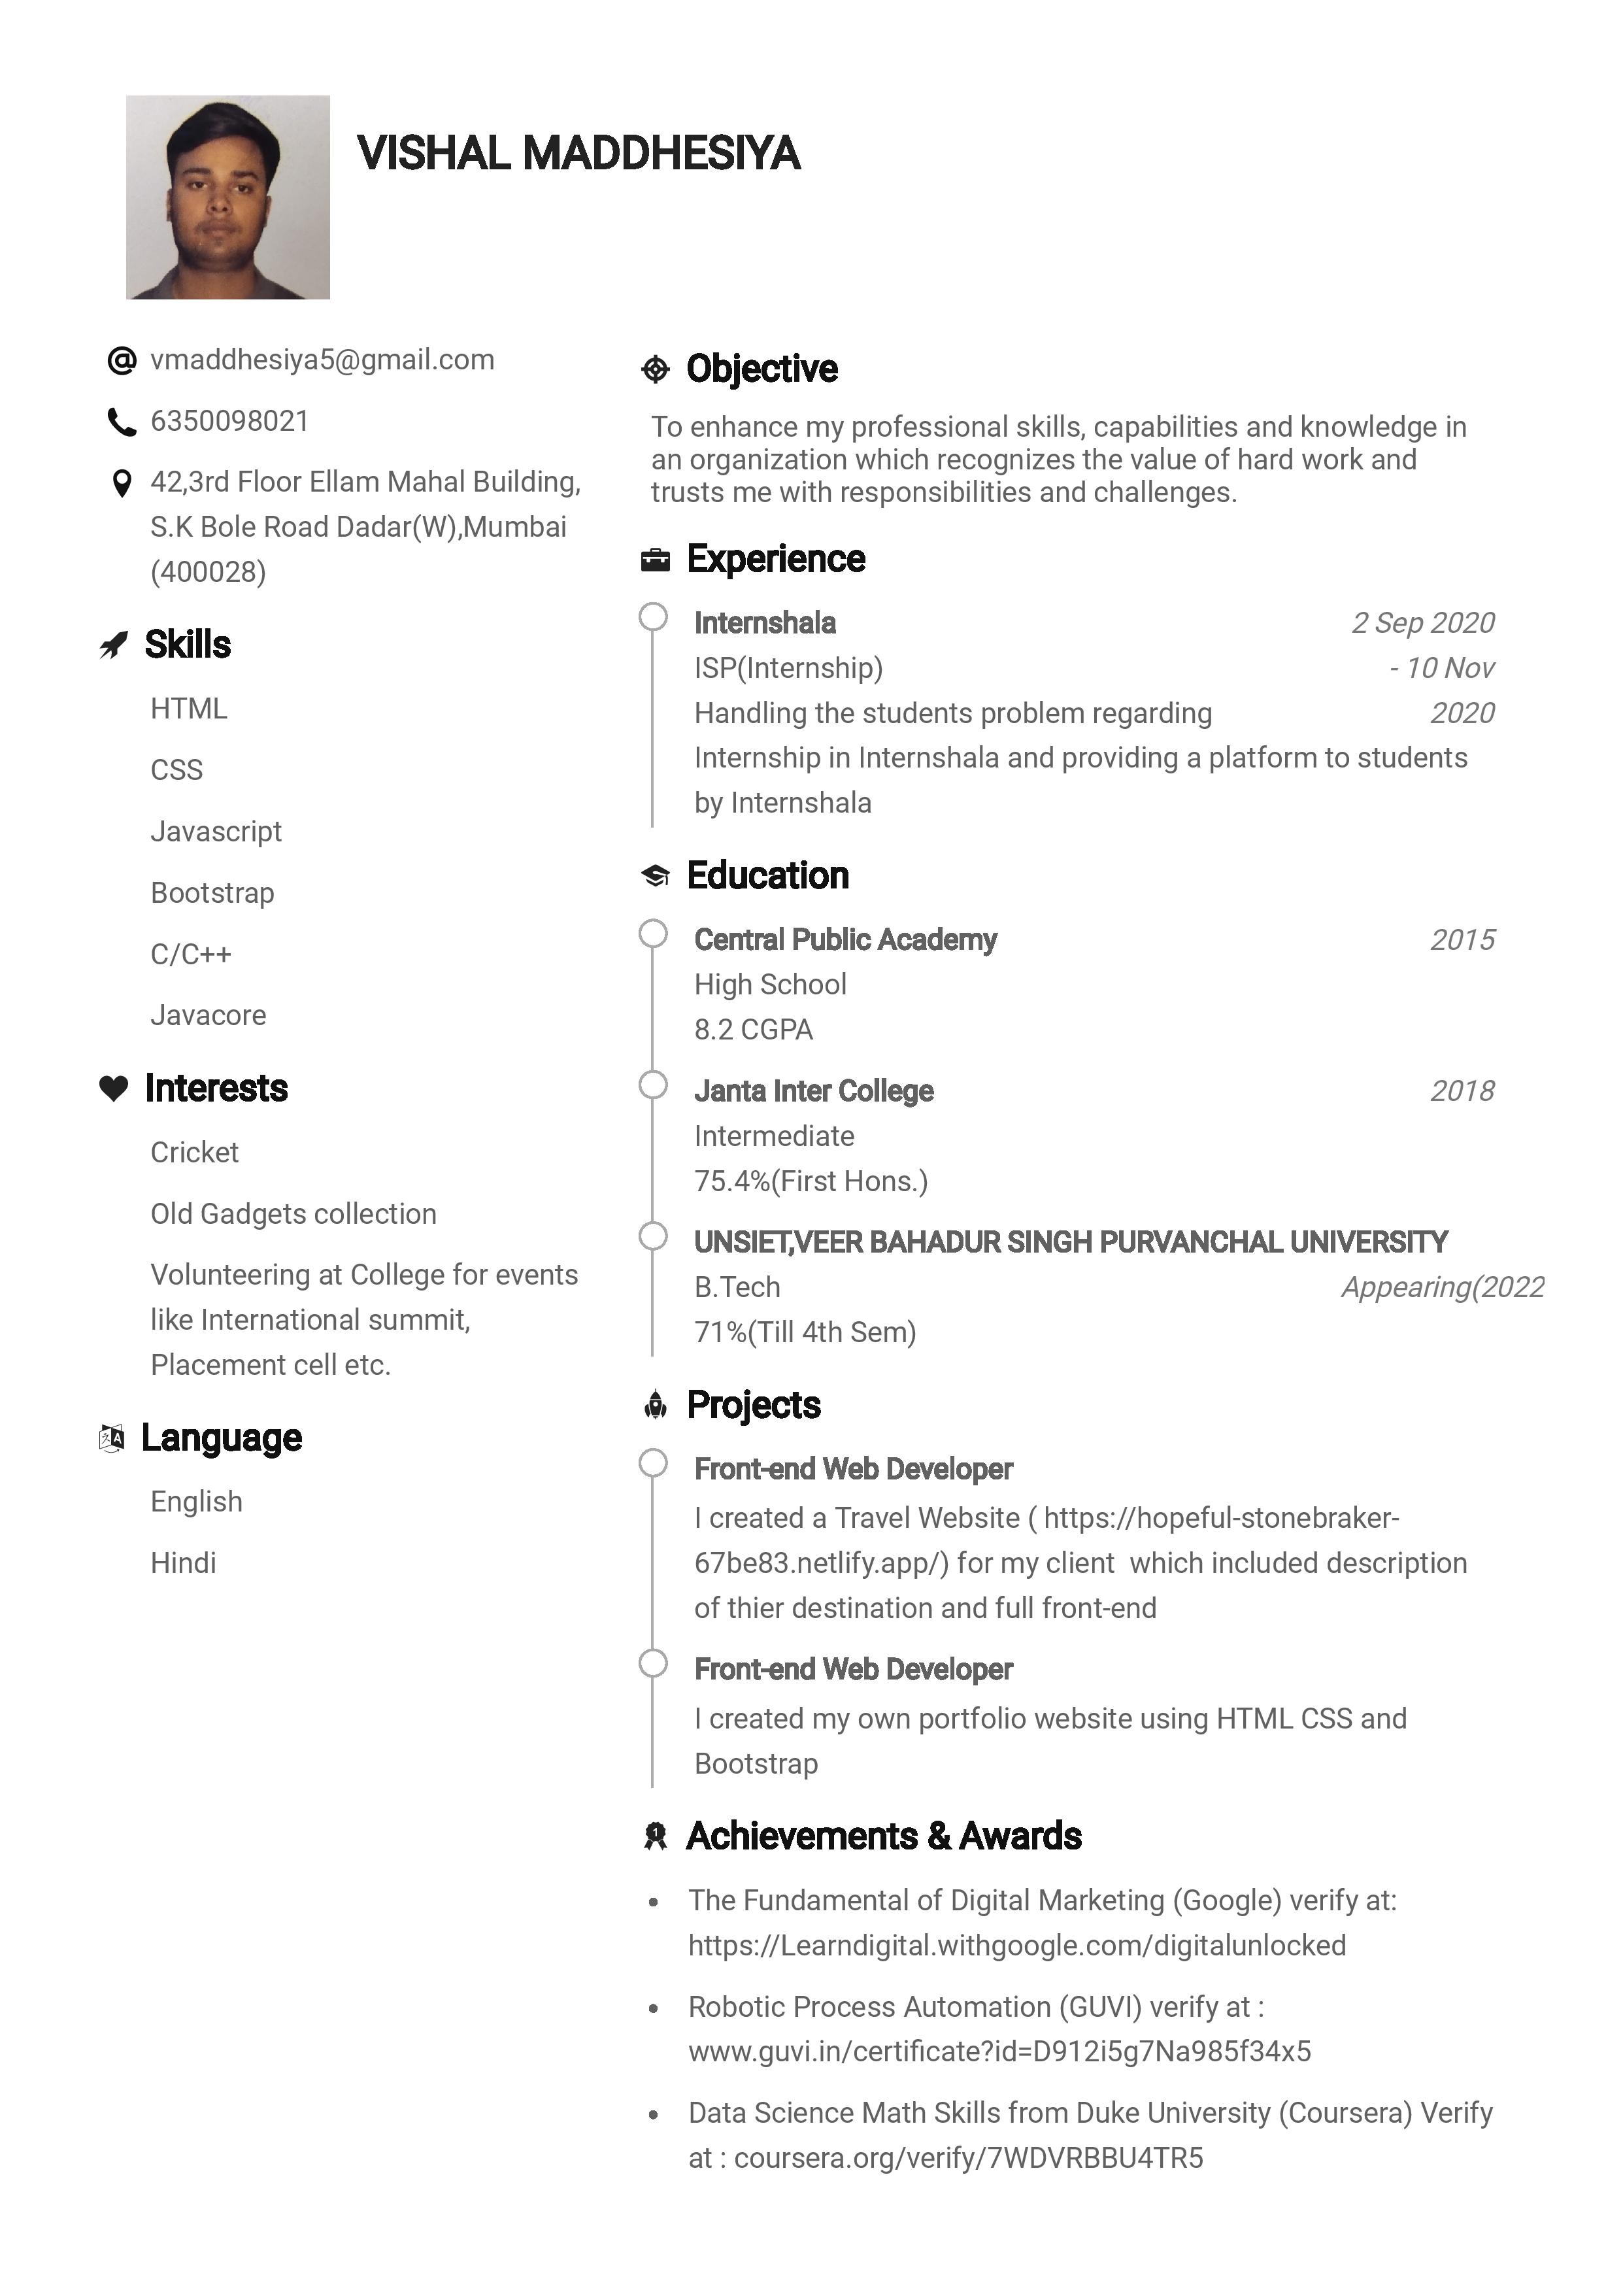 VISHAL MADDHESIYA
vmaddhesiya5@gmail.com
6350098021
42,3rd Floor Ellam Mahal Building,
S.K Bole Road Dadar(W),Mumbai
(400028)
Skills
HTML
CSS
Javascript
Bootstrap
C/C++
Javacore
Interests
Cricket
Old Gadgets collection
Volunteering at College for events
like International summit,
Placement cell etc.
Language
English
Hindi
Objective
To enhance my professional skills, capabilities and knowledge in
an organization which recognizes the value of hard work and
trusts me with responsibilities and challenges.
Experience
Internshala 2 Sep 2020
ISP(Internship) - 10 Nov
Handling the students problem regarding 2020
Internship in Internshala and providing a platform to students
by Internshala
Education
Central Public Academy 2015
High School
8.2 CGPA
Janta Inter College 2018
Intermediate
75.4%(First Hons.)
UNSIET,VEER BAHADUR SINGH PURVANCHAL UNIVERSITY
B.Tech Appearing(2022
71%(Till 4th Sem)
Projects
Front-end Web Developer
I created a Travel Website ( https://hopeful-stonebraker-
67be83.netlify.app/) for my client  which included description
of thier destination and full front-end
Front-end Web Developer
I created my own portfolio website using HTML CSS and
Bootstrap
Achievements & Awards
• The Fundamental of Digital Marketing (Google) verify at:
https://Learndigital.withgoogle.com/digitalunlocked
• Robotic Process Automation (GUVI) verify at :
www.guvi.in/certificate?id=D912i5g7Na985f34x5
• Data Science Math Skills from Duke University (Coursera) Verify
at : coursera.org/verify/7WDVRBBU4TR5